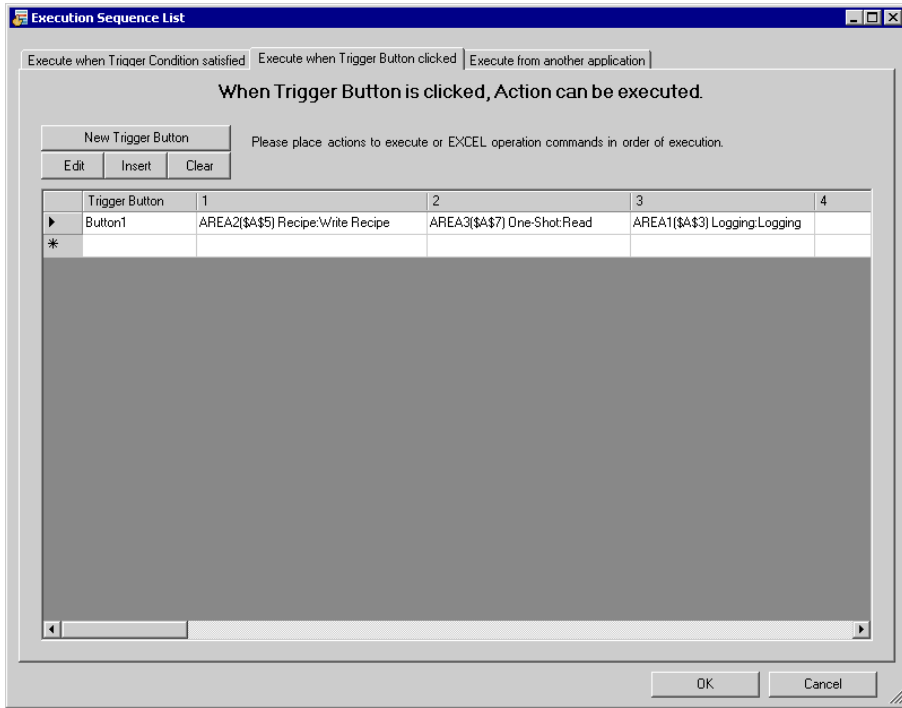 Execution Sequence List
Execute when Trigger Condition satisfied Execute when Trigger Button clicked Execute from another application
When Trigger Button is clicked, Action can be executed.
New Trigger Button
Please place actions to execute or EXCEL operation commands in order of execution.
Edit Insert Clear
Trigger Button 1 2 3 4
Button1 AREA2($A$5) Recipe:Write Recipe AREA3($A$7) One-Shot:Read AREA1($A$3) Logging:Logging
OK Cancel